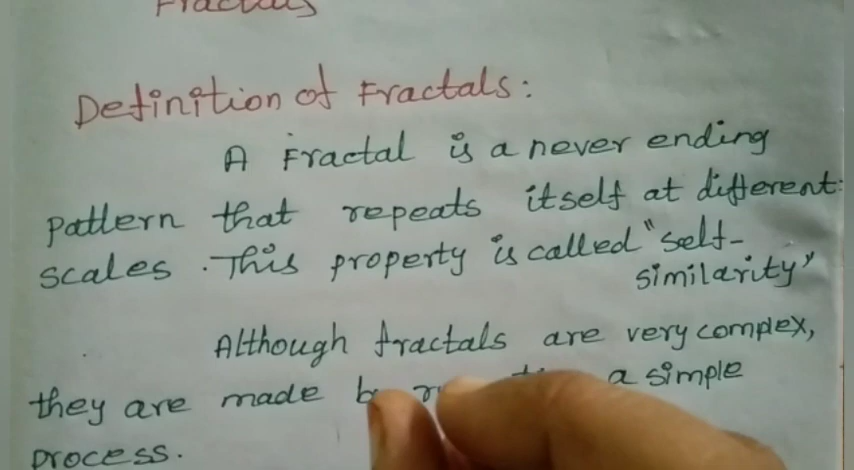 Fractals
Definition of Fractals:
A Fractal is a never ending
pattern that repeats itself at different
scales. This property is called "self-
similarity"
Although fractals are very complex,
they are made a simple
process.